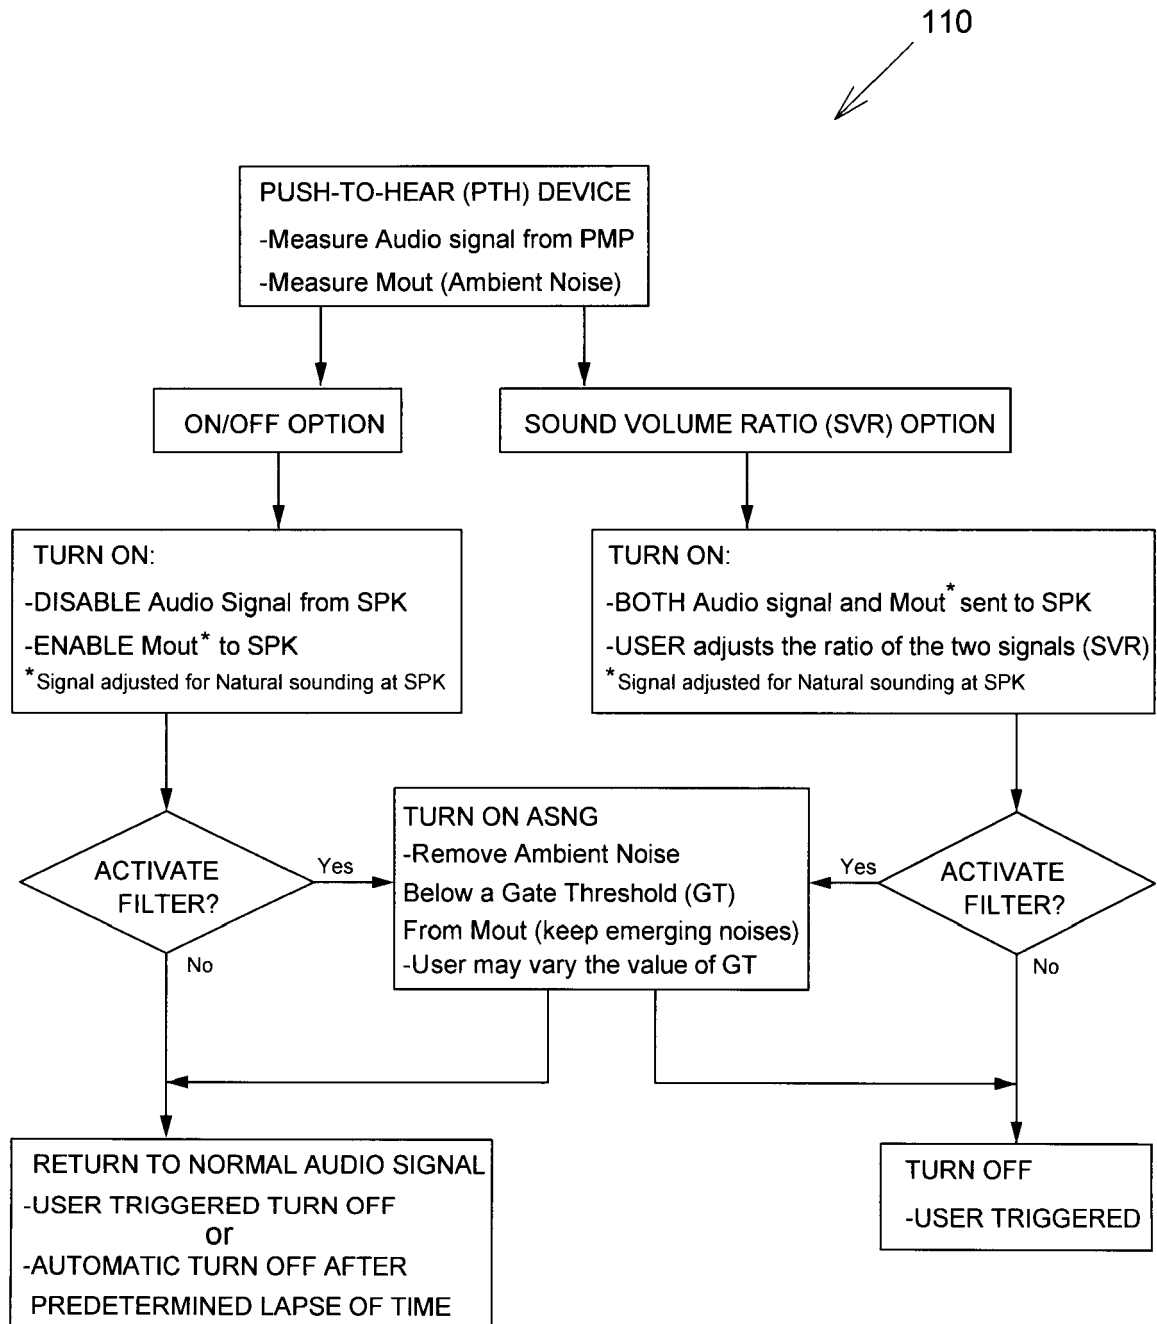 110
PUSH-TO-HEAR (PTH) DEVICE
-Measure Audio signal from PMP
-Measure Mout (Ambient Noise)
ON/OFF OPTION
SOUND VOLUME RATIO (SVR) OPTION
TURN ON:
-DISABLE Audio Signal from SPK
-ENABLE Mout* to SPK
*Signal adjusted for Natural sounding at SPK
TURN ON:
-BOTH Audio signal and Mout* sent to SPK
-USER adjusts the ratio of the two signals (SVR)
*Signal adjusted for Natural sounding at SPK
ACTIVATE
FILTER?
Yes
No
TURN ON ASNG
-Remove Ambient Noise
Below a Gate Threshold (GT)
From Mout (keep emerging noises)
-User may vary the value of GT
Yes
ACTIVATE
FILTER?
No
RETURN TO NORMAL AUDIO SIGNAL
-USER TRIGGERED TURN OFF
or
-AUTOMATIC TURN OFF AFTER
PREDETERMINED LAPSE OF TIME
TURN OFF
-USER TRIGGERED